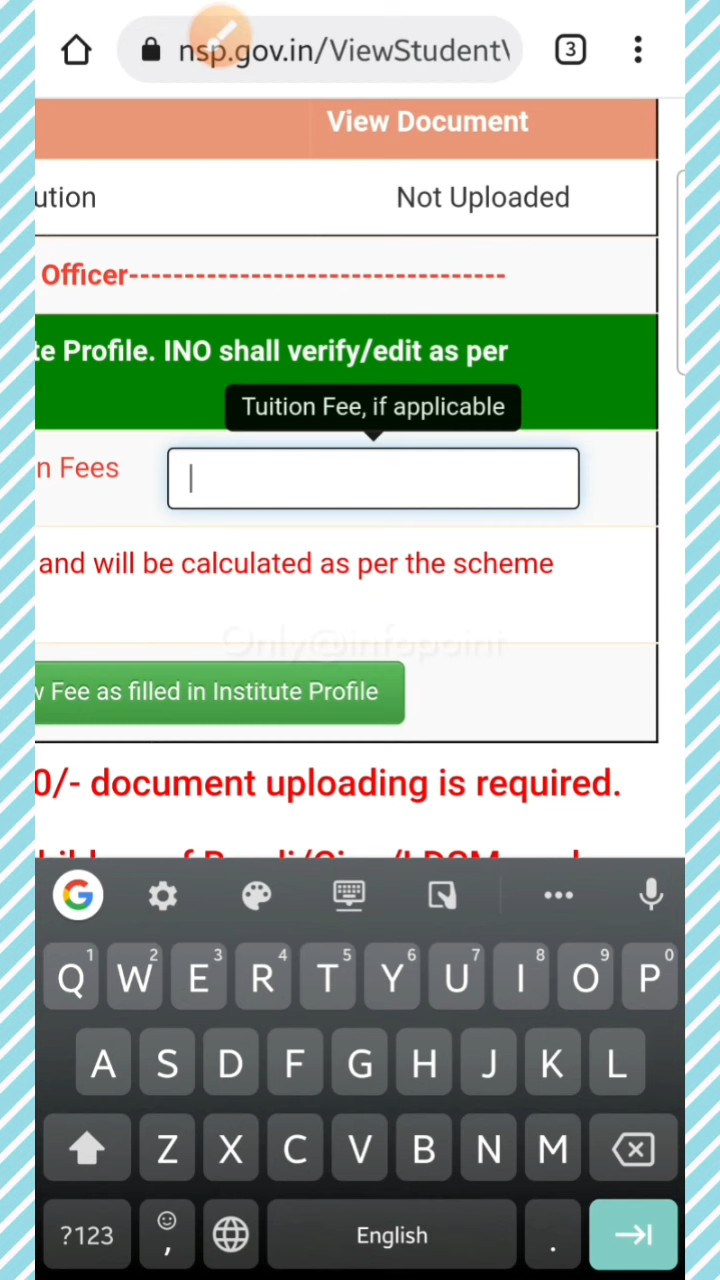 nsp.gov.in/ViewStudent
3
View Document
ution
Not Uploaded
Officer---------------------------------
te Profile. INO shall verify/edit as per
Tuition Fee, if applicable
n Fees
and will be calculated as per the scheme
Only@infopoint
v Fee as filled in Institute Profile
0/- document uploading is required.
G
1 2 3 4 5 6 7 8 9 0
Q W E R T Y U I O P
A S D F G H J K L
Z X C V B N M
?123 , English .